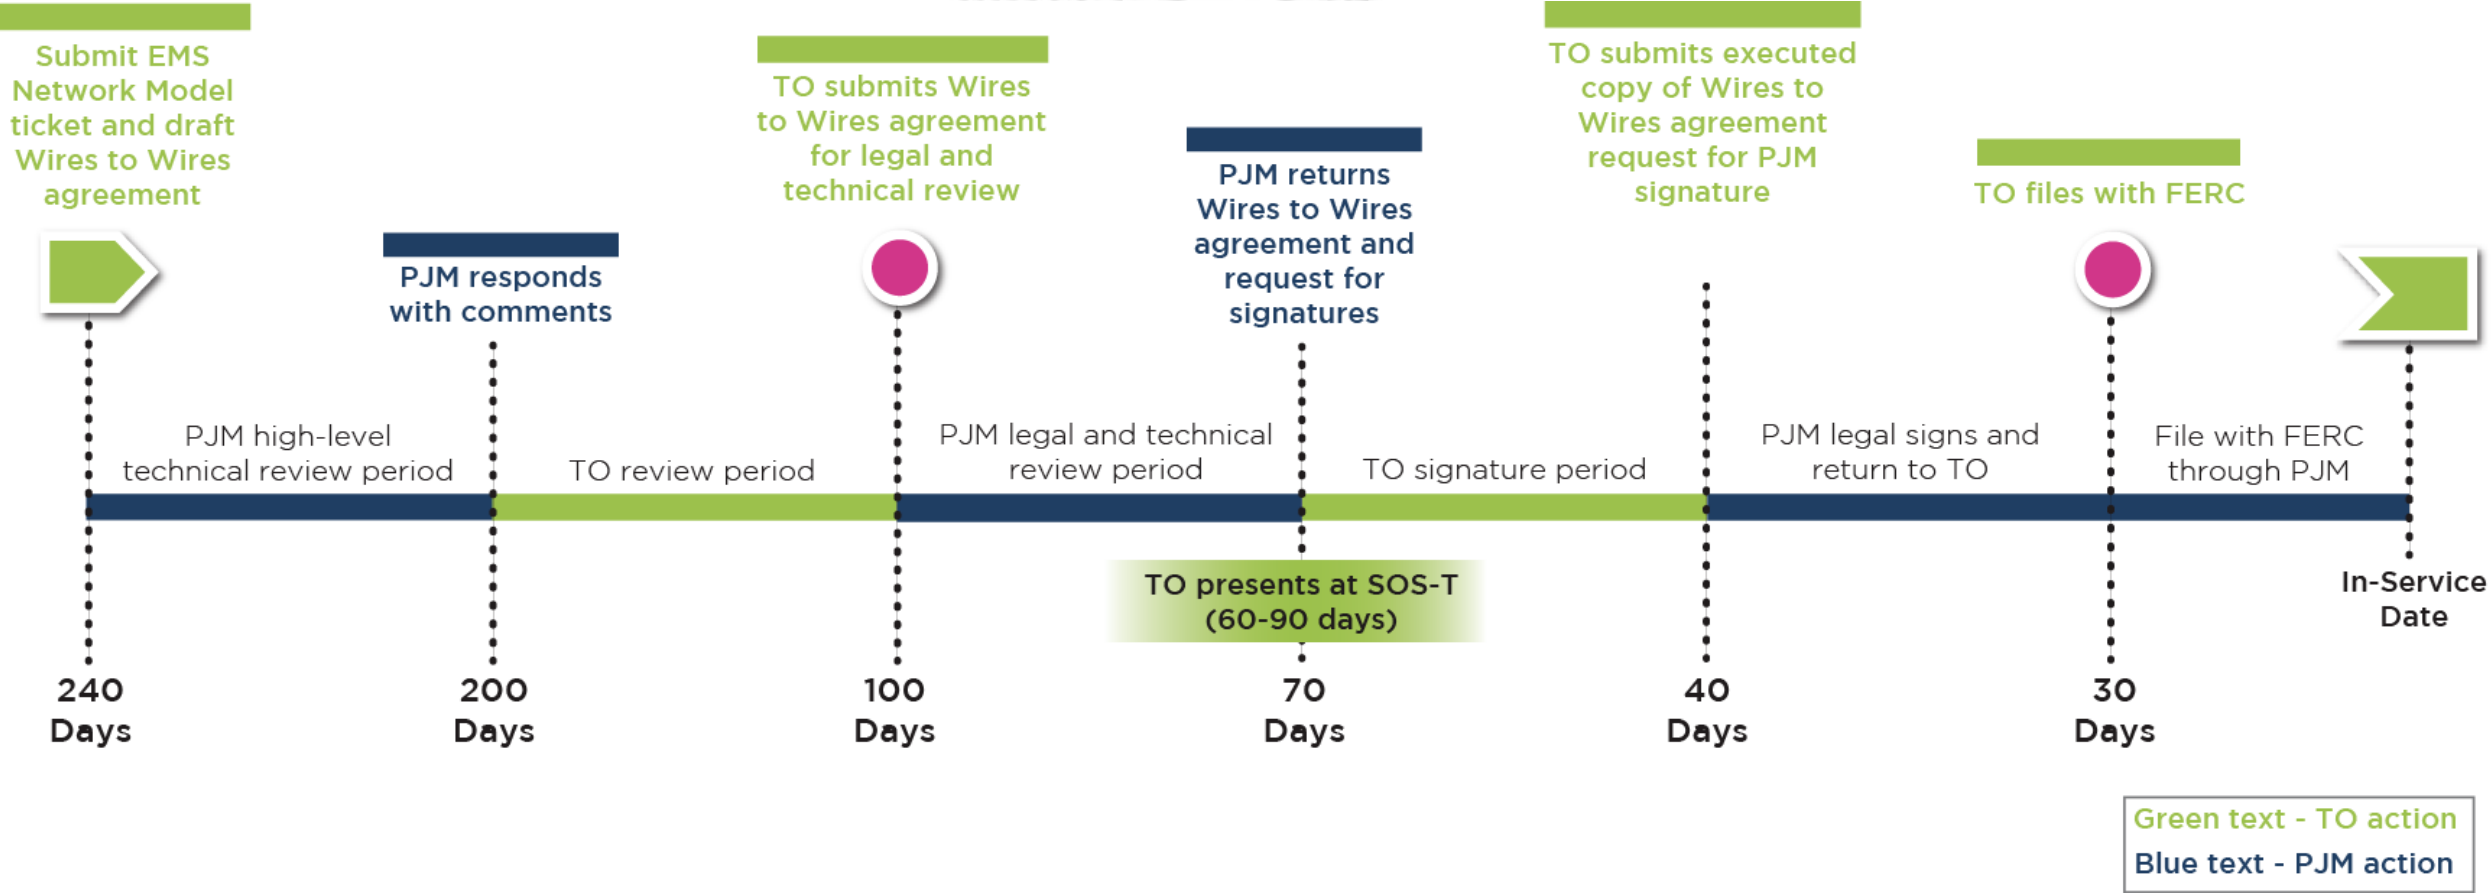 Submit EMS
Network Model
ticket and draft
Wires to Wires
agreement
PJM responds
with comments
TO submits Wires
to Wires agreement
for legal and
technical review
PJM returns
Wires to Wires
agreement and
request for
signatures
TO submits executed
copy of Wires to
Wires agreement
request for PJM
signature
TO files with FERC
PJM high-level
technical review period
TO review period
PJM legal and technical
review period
TO signature period
PJM legal signs and
return to TO
File with FERC
through PJM
TO presents at SOS-T
(60-90 days)
In-Service
Date
240
Days
200
Days
100
Days
70
Days
40
Days
30
Days
Green text - TO action
Blue text - PJM action